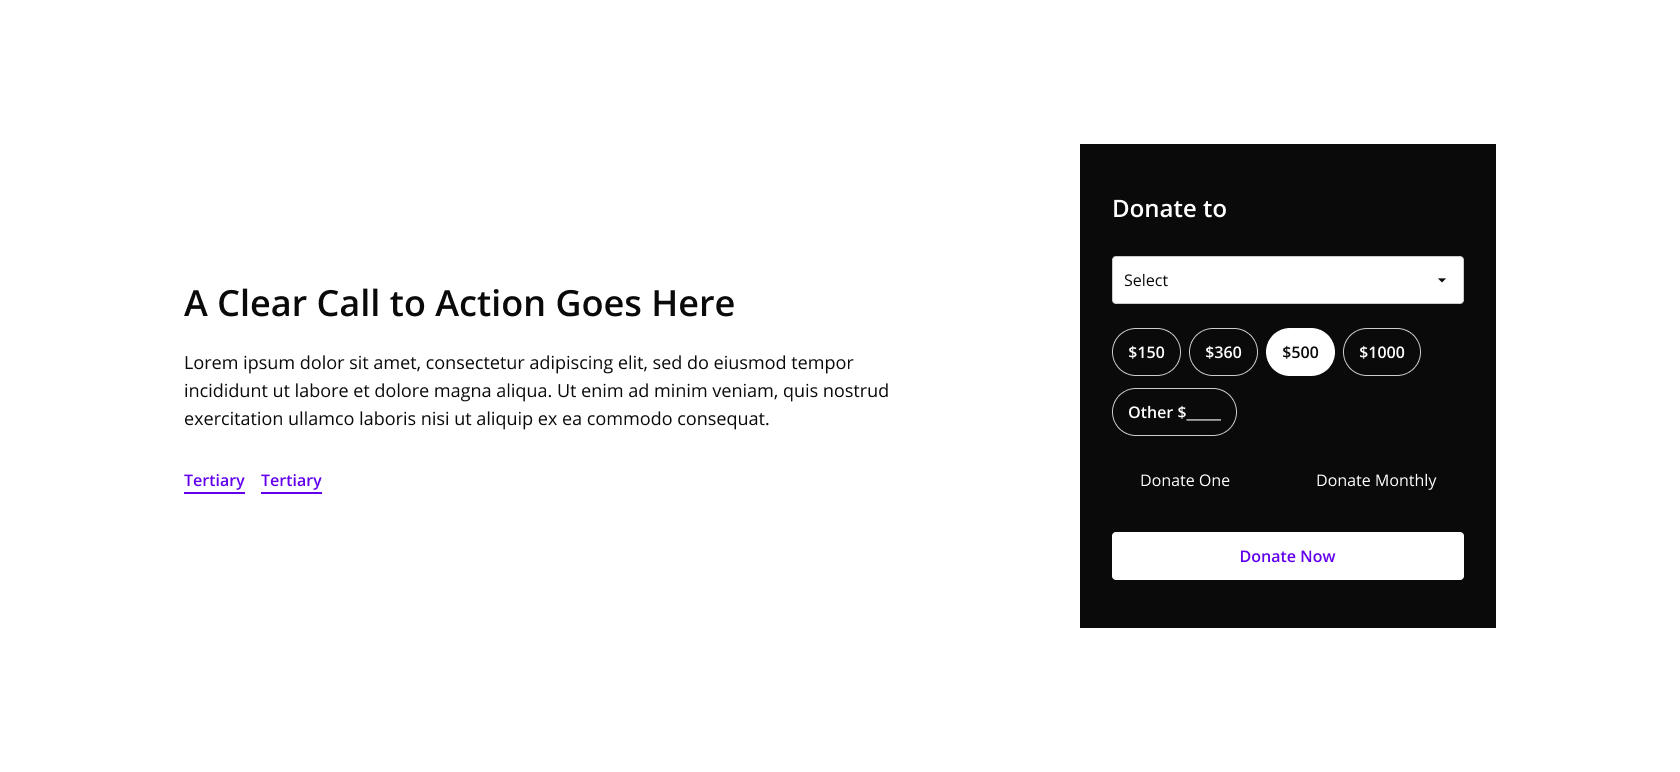 A Clear Call to Action Goes Here
Lorem ipsum dolor sit amet, consectetur adipiscing elit, sed do eiusmod tempor
incididunt ut labore et dolore magna aliqua. Ut enim ad minim veniam, quis nostrud
exercitation ullamco laboris nisi ut aliquip ex ea commodo consequat.
Tertiary Tertiary
Donate to
Select
$150 $360 $500 $1000
Other $_____
Donate One Donate Monthly
Donate Now